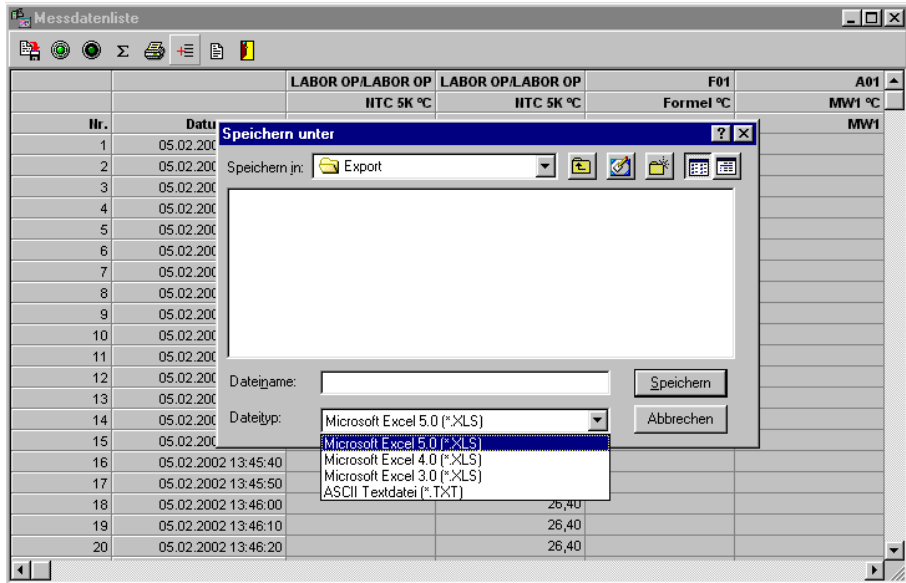 Messdatenliste
LABOR OP/LABOR OP LABOR OP/LABOR OP F01 A01
NTC 5K °C NTC 5K °C Formel °C MW1 °C
Nr. Datu MW1
Speichern unter
Speichern in: Export
1 05.02.200
2 05.02.200
3 05.02.200
4 05.02.200
5 05.02.200
6 05.02.200
7 05.02.200
8 05.02.200
9 05.02.200
10 05.02.200
11 05.02.200
12 05.02.200
13 05.02.200
14 05.02.200
15 05.02.200
Dateiname: Speichern
Dateityp: Microsoft Excel 5.0 (*.XLS) Abbrechen
Microsoft Excel 5.0 (*.XLS)
Microsoft Excel 4.0 (*.XLS)
Microsoft Excel 3.0 (*.XLS)
ASCII Textdatei (*.TXT)
16 05.02.2002 13:45:40
17 05.02.2002 13:45:50
18 05.02.2002 13:46:00 26,40
19 05.02.2002 13:46:10 26,40
20 05.02.2002 13:46:20 26,40